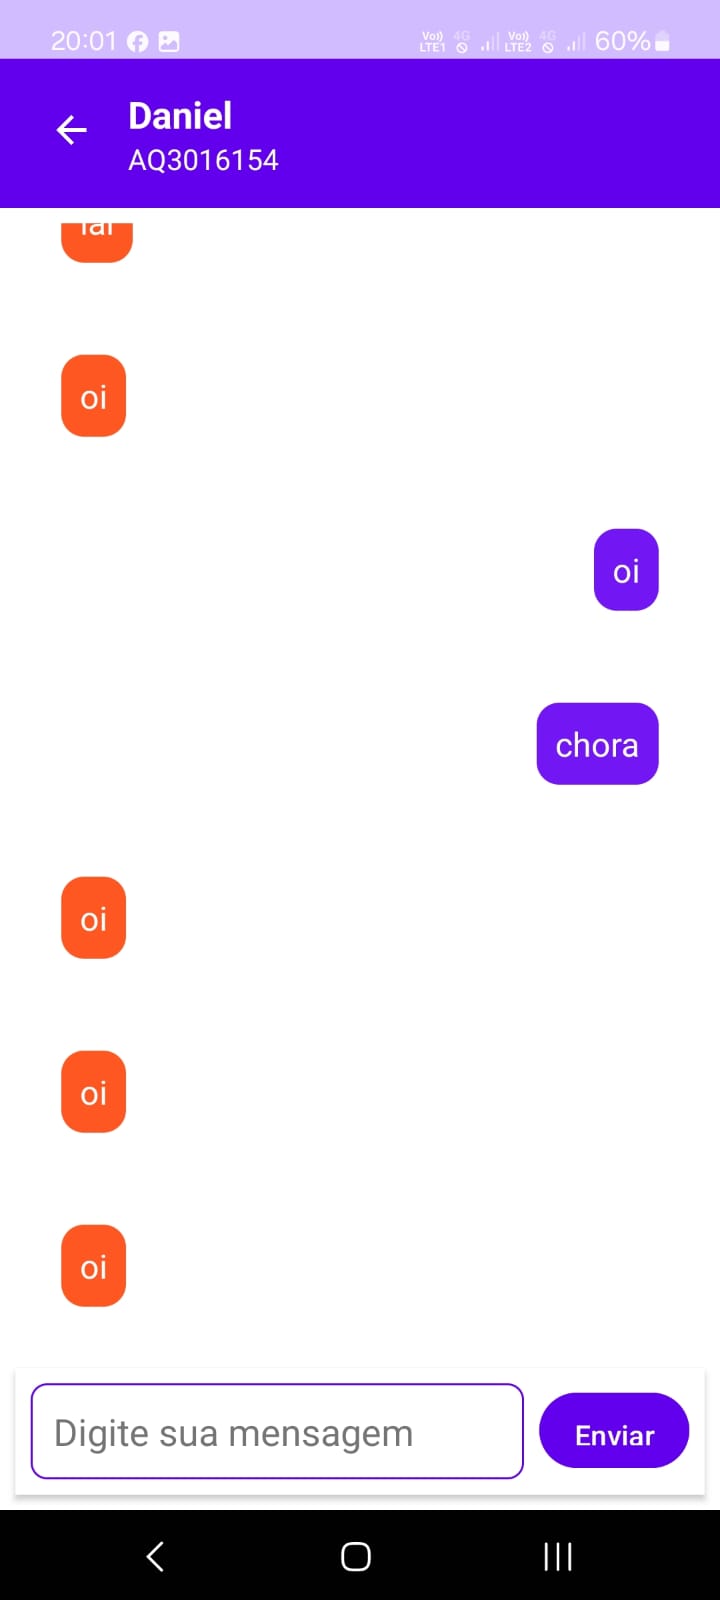 20:01 Vo)) LTE1 4G Vo)) LTE2 4G 60%
Daniel
AQ3016154
oi
oi
chora
oi
oi
oi
Digite sua mensagem
Enviar